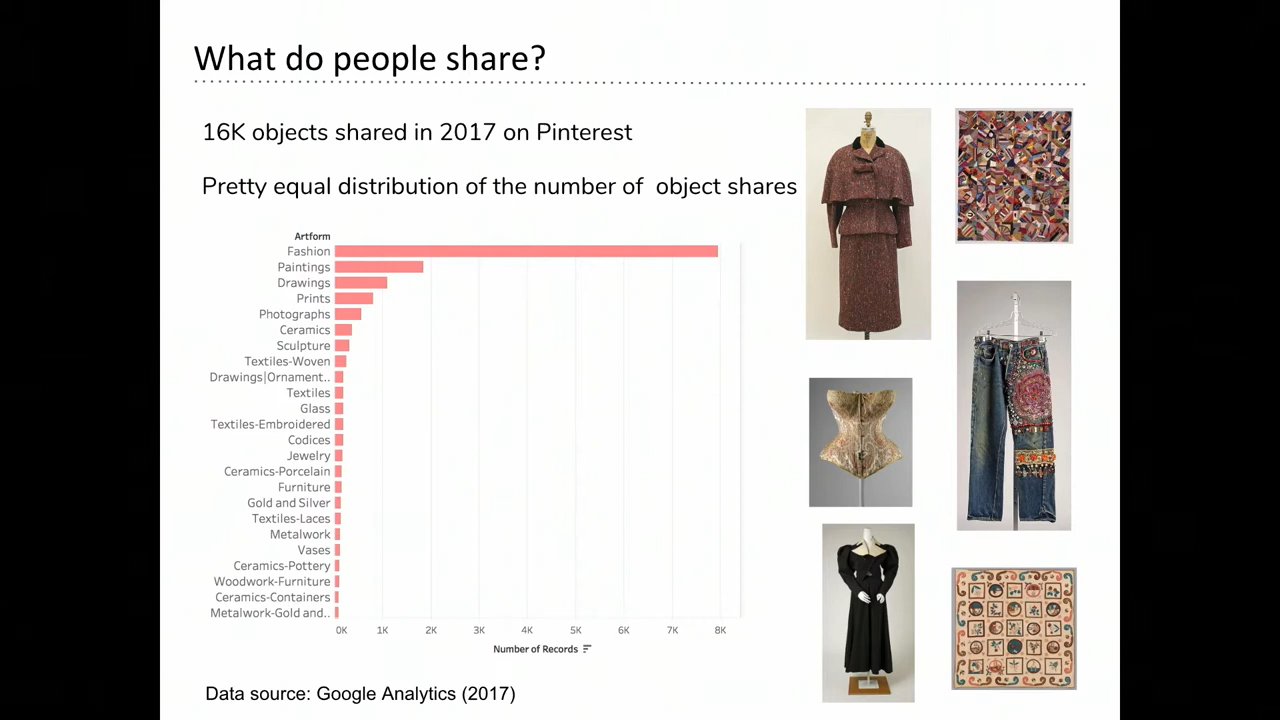 What do people share?
16K objects shared in 2017 on Pinterest
Pretty equal distribution of the number of  object shares
Artform
Fashion
Paintings
Drawings
Prints
Photographs
Ceramics
Sculpture
Textiles-Woven
Drawings|Ornament..
Textiles
Glass
Textiles-Embroidered
Codices
Jewelry
Ceramics-Porcelain
Furniture
Gold and Silver
Textiles-Laces
Metalwork
Vases
Ceramics-Pottery
Woodwork-Furniture
Ceramics-Containers
Metalwork-Gold and..
0K 1K 2K 3K 4K 5K 6K 7K 8K
Number of Records
Data source: Google Analytics (2017)